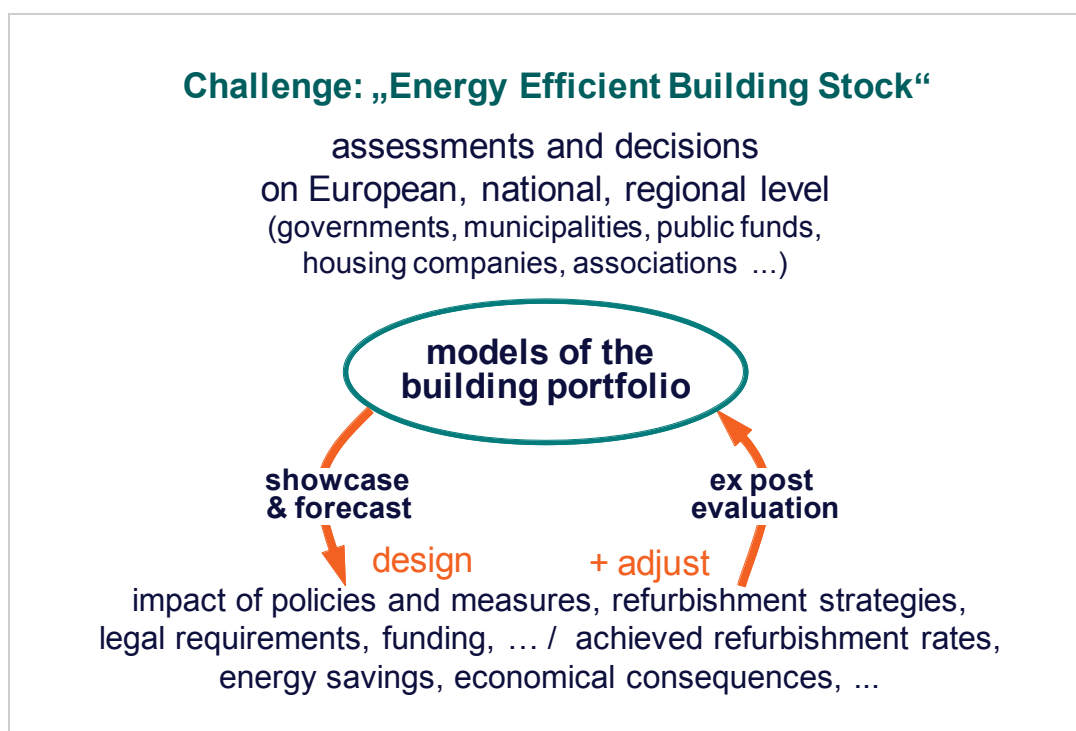 Challenge: „Energy Efficient Building Stock“
assessments and decisions
on European, national, regional level
(governments, municipalities, public funds,
housing companies, associations ...)
models of the
building portfolio
showcase
& forecast
ex post
evaluation
design
+ adjust
impact of policies and measures, refurbishment strategies,
legal requirements, funding, … / achieved refurbishment rates,
energy savings, economical consequences, ...